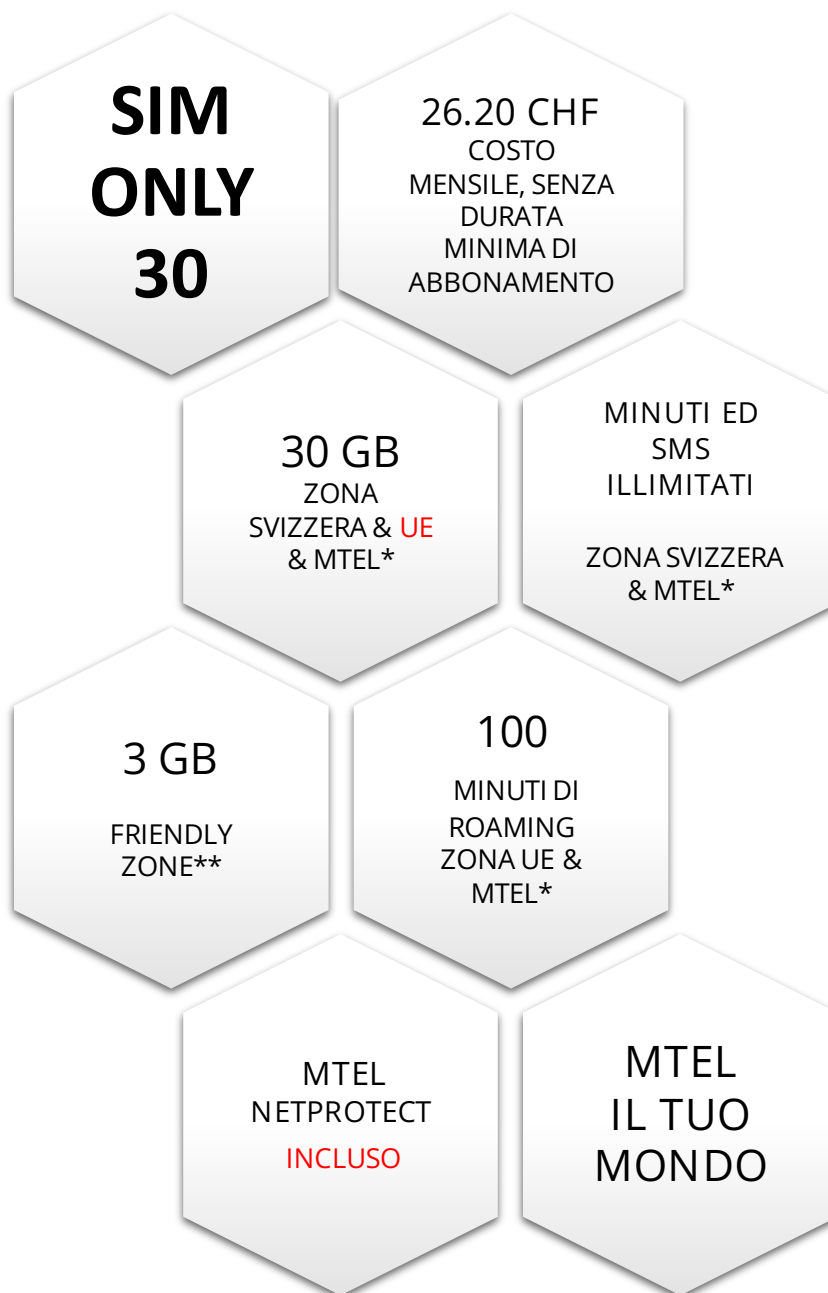 SIM
ONLY
30
26.20 CHF
COSTO
MENSILE, SENZA
DURATA
MINIMA DI
ABBONAMENTO
30 GB
ZONA
SVIZZERA & UE
& MTEL*
MINUTI ED
SMS
ILLIMITATI
ZONA SVIZZERA
& MTEL*
3 GB
FRIENDLY
ZONE**
100
MINUTI DI
ROAMING
ZONA UE &
MTEL*
MTEL
NETPROTECT
INCLUSO
MTEL
IL TUO
MONDO